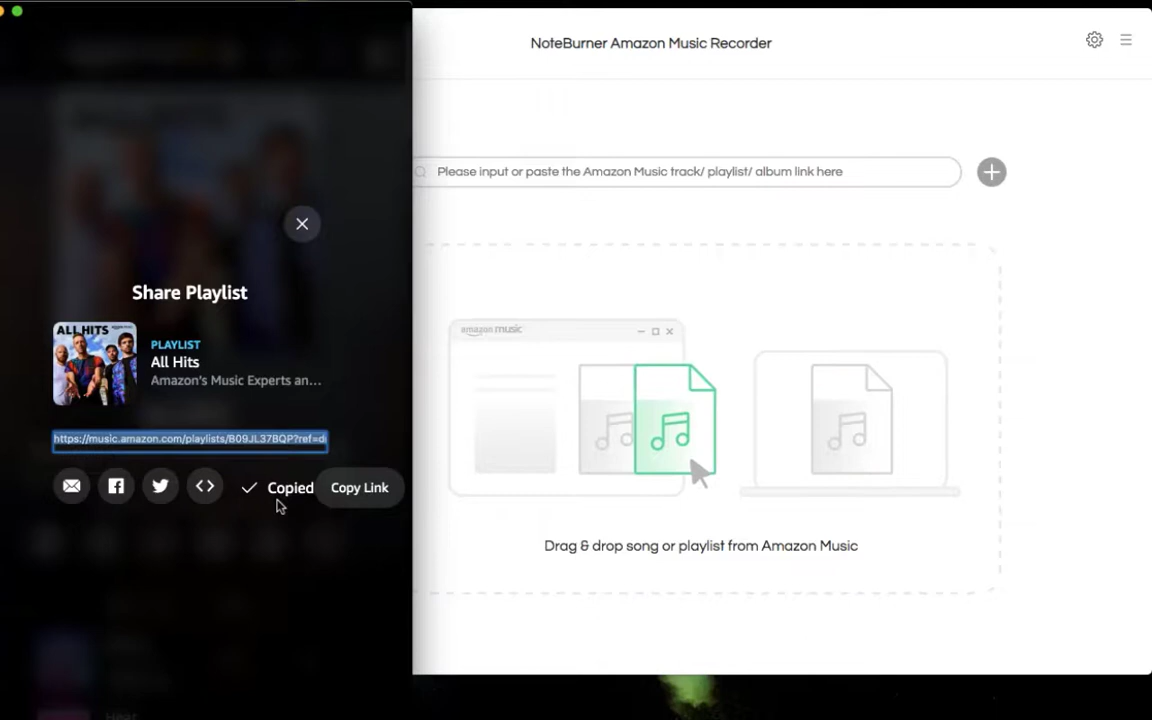 NoteBurner Amazon Music Recorder
Please input or paste the Amazon Music track/ playlist/ album link here
Share Playlist
ALL HITS
PLAYLIST
All Hits
Amazon's Music Experts an...
https://music.amazon.com/playlists/B09JL37BQP?ref=d
Copied
Copy Link
amazon music
Drag & drop song or playlist from Amazon Music